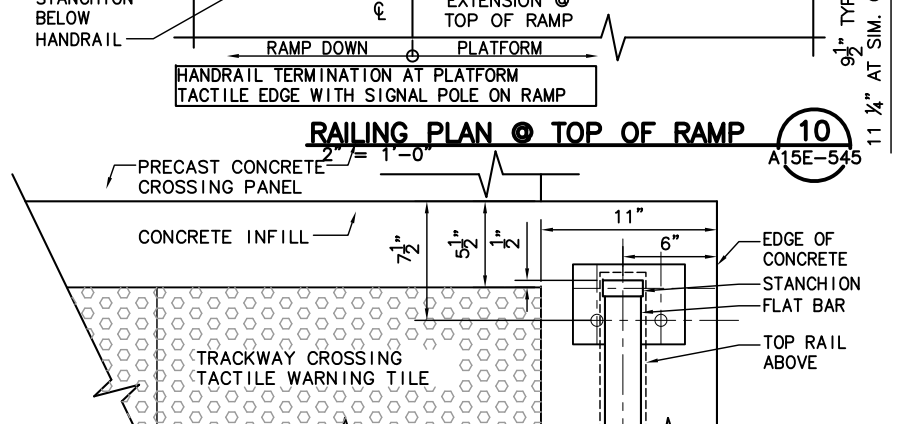 STANCHION
BELOW
HANDRAIL
℄
EXTENSION @
TOP OF RAMP
RAMP DOWN
PLATFORM
HANDRAIL TERMINATION AT PLATFORM
TACTILE EDGE WITH SIGNAL POLE ON RAMP
9½" TYP
11 ¼" AT SIM.
RAILING PLAN @ TOP OF RAMP
2" = 1'-0"
10
A15E-545
PRECAST CONCRETE
CROSSING PANEL
CONCRETE INFILL
7½"
5½"
½"
11"
6"
EDGE OF
CONCRETE
STANCHION
FLAT BAR
TOP RAIL
ABOVE
TRACKWAY CROSSING
TACTILE WARNING TILE